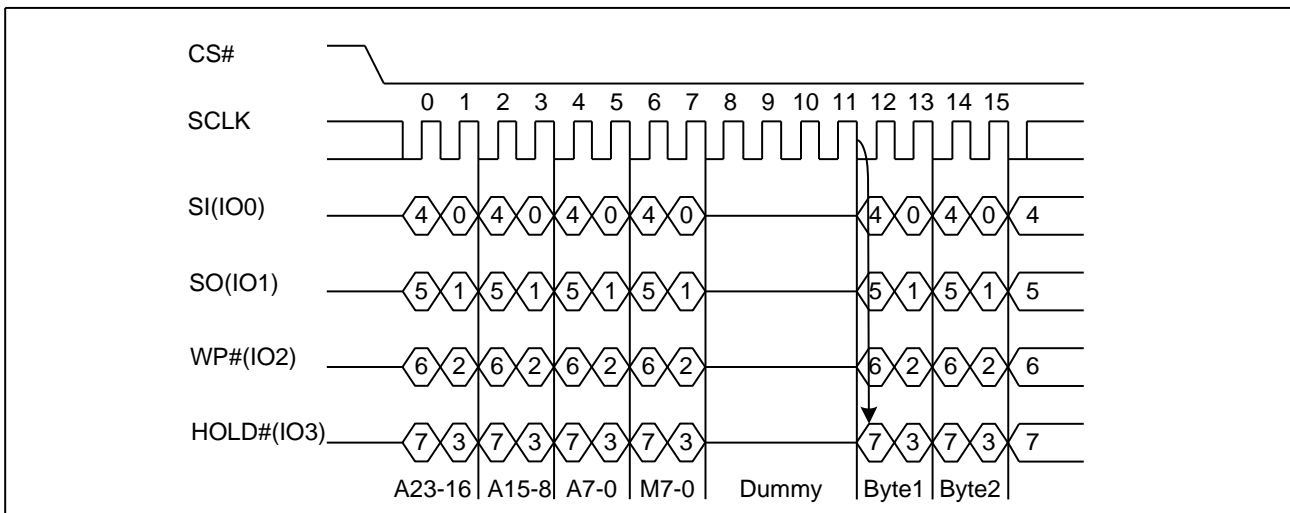 CS#
0 1 2 3 4 5 6 7 8 9 10 11 12 13 14 15
SCLK
SI(IO0) 4 0 4 0 4 0 4 0 4 0 4 0 4
SO(IO1) 5 1 5 1 5 1 5 1 5 1 5 1 5
WP#(IO2) 6 2 6 2 6 2 6 2 6 2 6 2 6
HOLD#(IO3) 7 3 7 3 7 3 7 3 7 3 7 3 7
A23-16 A15-8 A7-0 M7-0 Dummy Byte1 Byte2